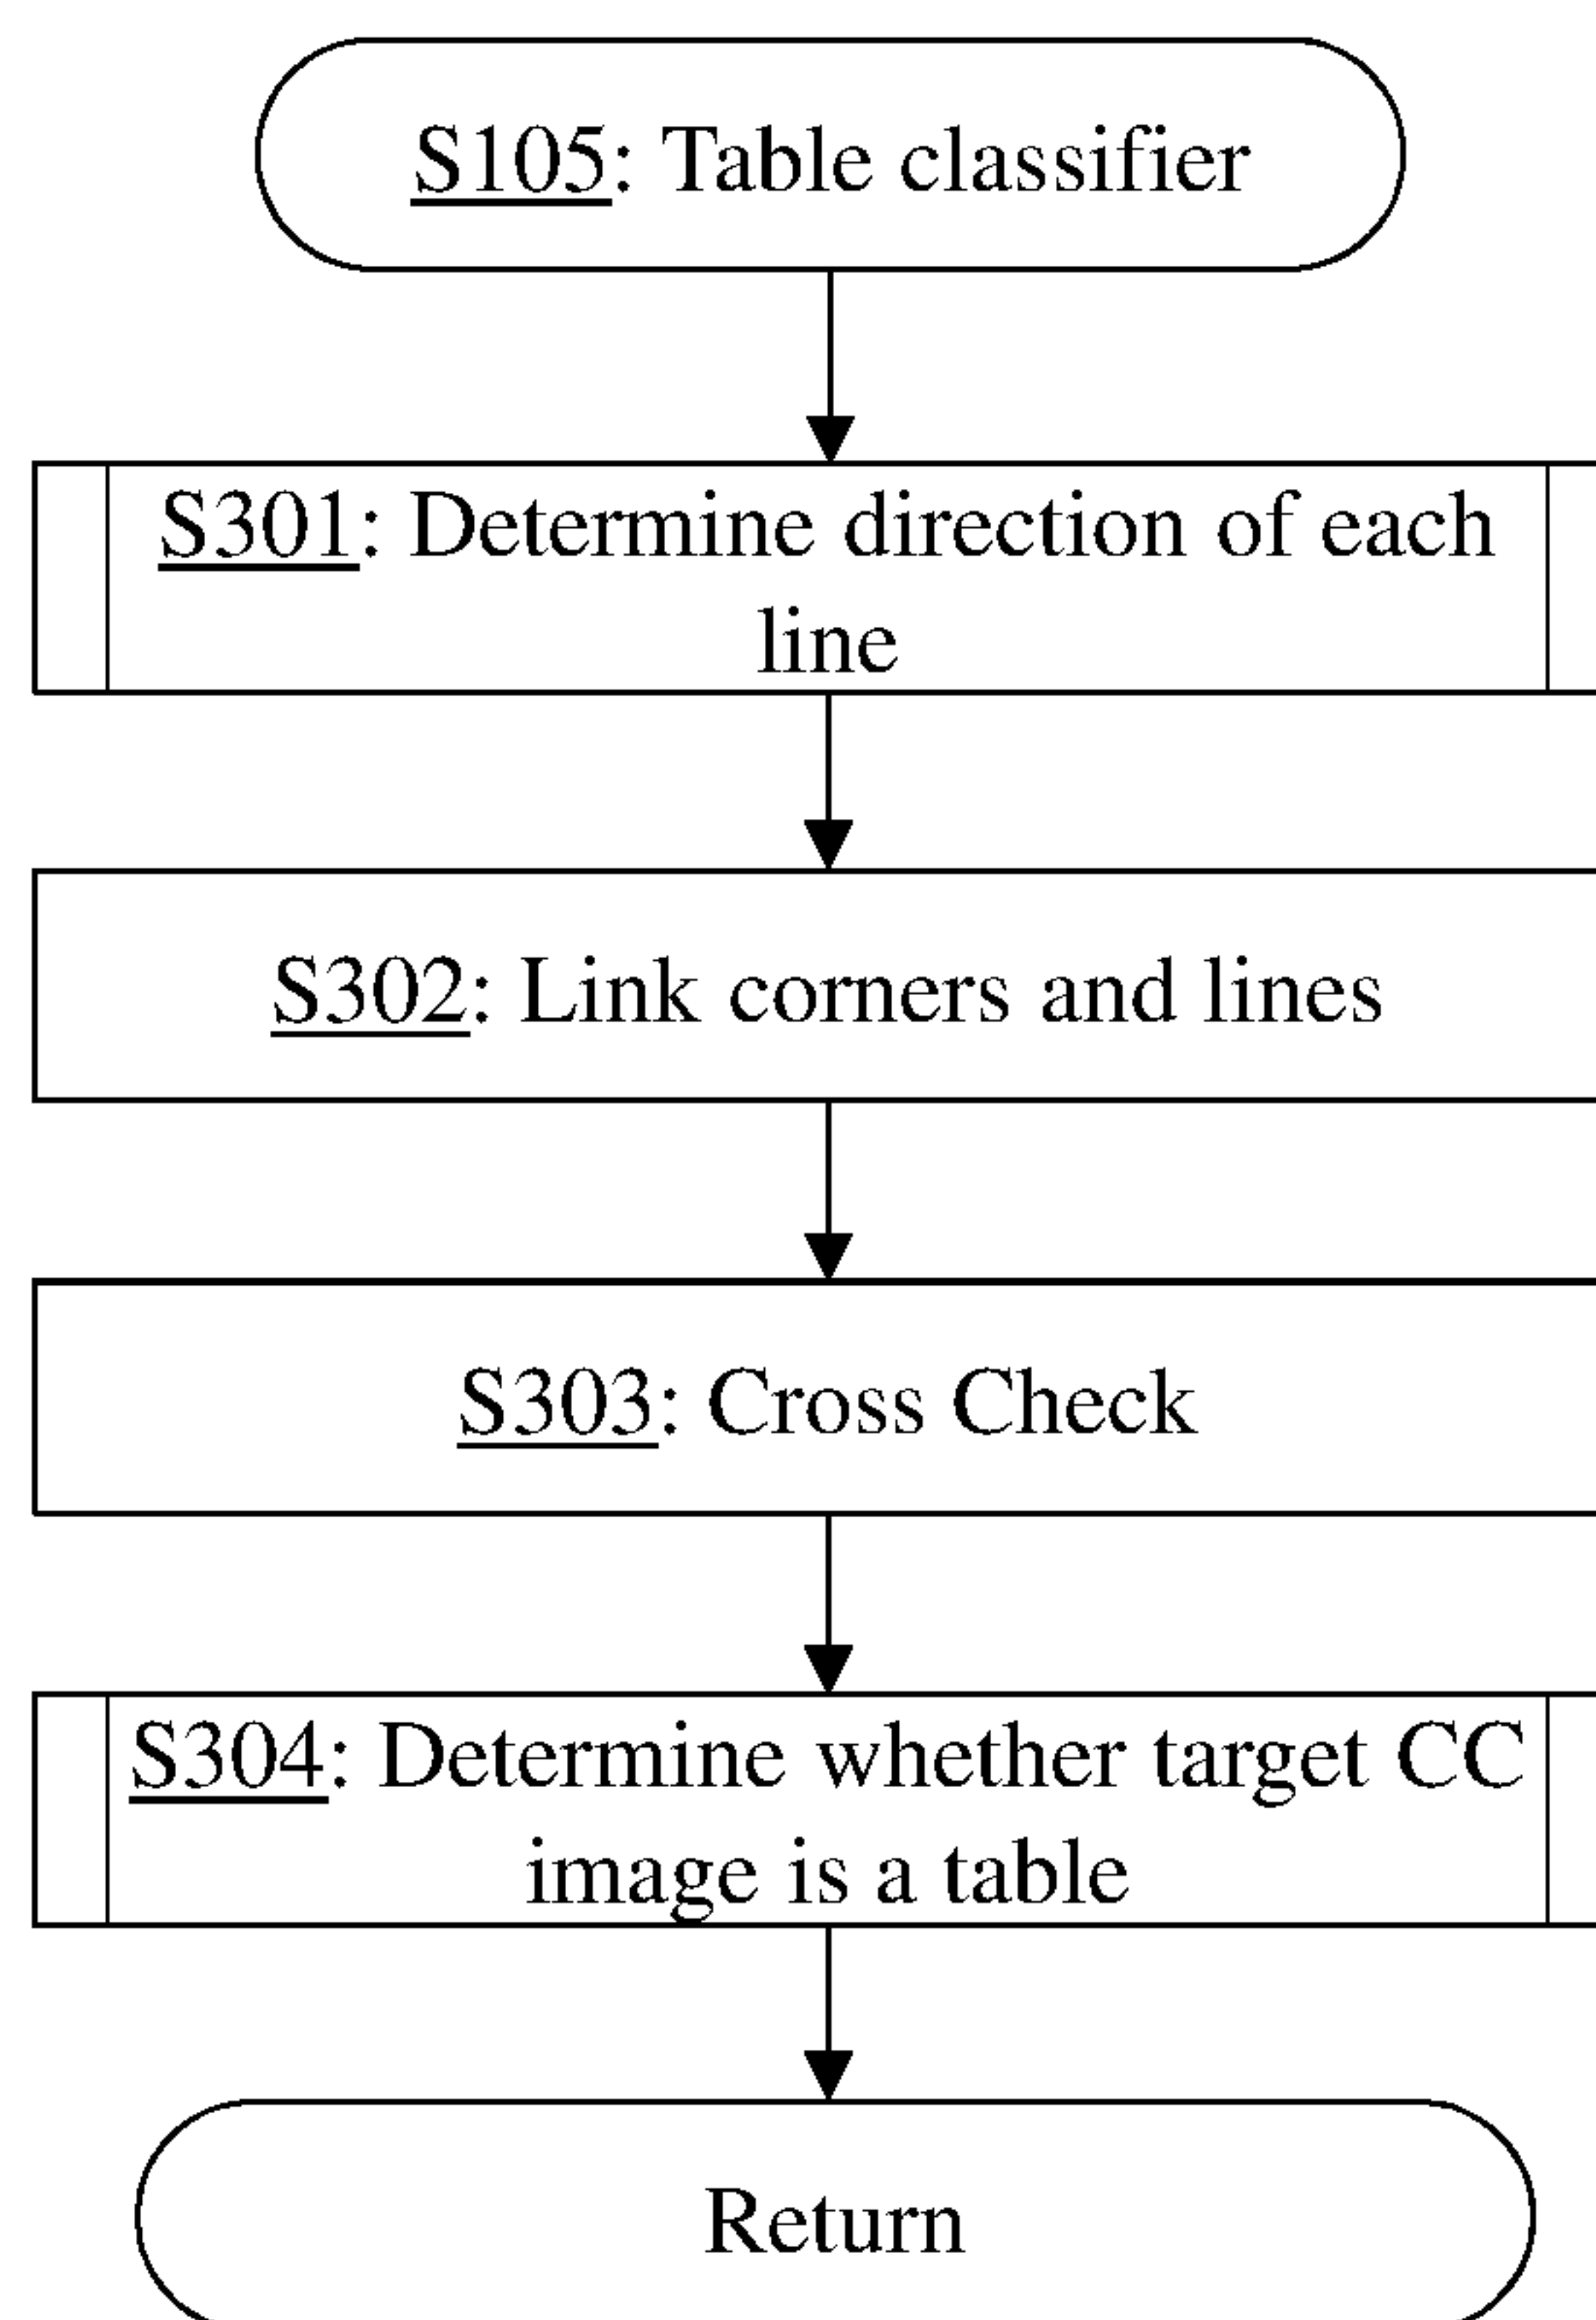 S105: Table classifier
S301: Determine direction of each
line
S302: Link corners and lines
S303: Cross Check
S304: Determine whether target CC
image is a table
Return